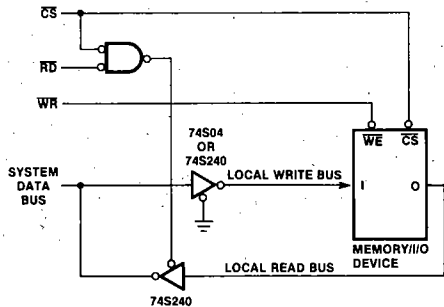 CS
RD
WR
74S04
OR
74S240
WE CS
SYSTEM
DATA
BUS
LOCAL WRITE BUS
I O
MEMORY/I/O
DEVICE
LOCAL READ BUS
74S240